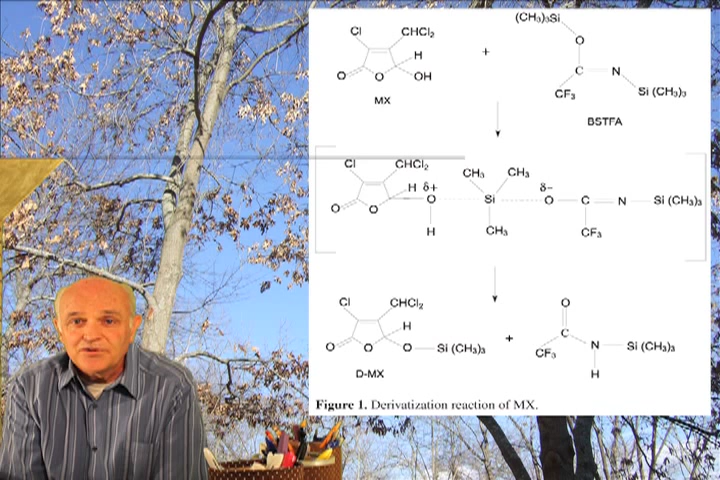 (CH₃)₃Si
Cl CHCl₂ O
H +
O O OH C N
MX CF₃ Si (CH₃)₃
BSTFA
Cl CHCl₂ CH₃ CH₃
H δ+ δ−
O O O Si O C N Si (CH₃)₃
H CH₃ CF₃
Cl CHCl₂ O
H + C
O O O Si (CH₃)₃ CF₃ N Si (CH₃)₃
D-MX H
Figure 1. Derivatization reaction of MX.